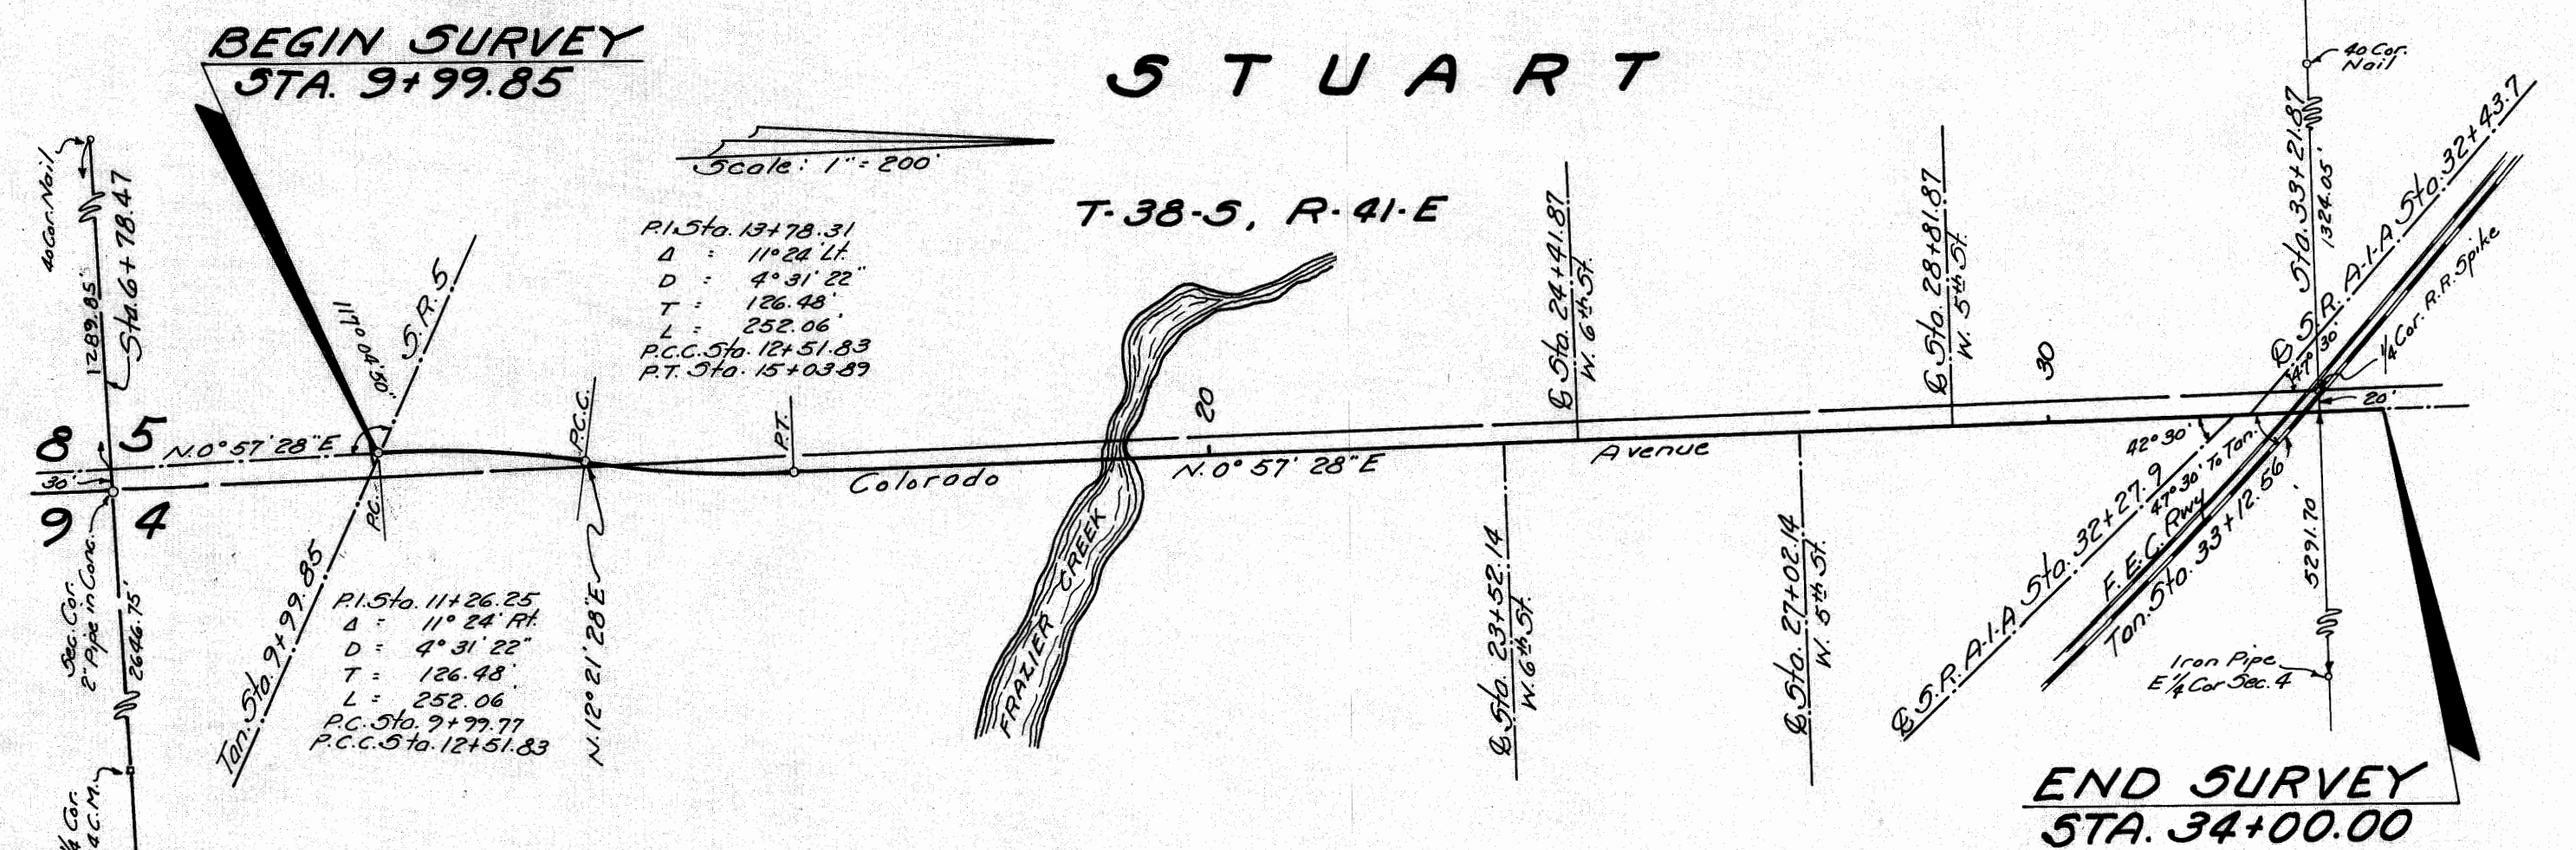 BEGIN SURVEY
STA. 9+99.85
STUART
Scale: 1" = 200'
T-38-S, R-41-E
40 Cor. Nail
1289.85'
Sta. 6+78.47
117° 04' 50"
S.R. 5
P.I. Sta. 13+78.31
Δ = 11° 24' Lt.
D = 4° 31' 22"
T = 126.48'
L = 252.06'
P.C.C. Sta. 12+51.83
P.T. Sta. 15+03.89
8
5
9
4
N. 0° 57' 28" E
30'
P.C.
P.C.C.
P.T.
Colorado
20
N. 0° 57' 28" E
Avenue
30
FRAZIER CREEK
℄ Sta. 24+41.87
W. 6th St.
℄ Sta. 28+81.87
W. 5th St.
℄ Sta. 23+52.14
W. 6th St.
℄ Sta. 27+02.14
W. 5th St.
40 Cor.
Nail
Sta. 33+21.87
1324.05'
℄ S.R. A-1-A Sta. 32+43.7
47° 30'
1/4 Cor. R.R. Spike
20'
42° 30'
47° 30' To Tan.
℄ S.R. A-1-A Sta. 32+27.9
F.E.C. Rwy
Tan. Sta. 33+12.56
5291.70'
Iron Pipe
E 1/4 Cor Sec. 4
Sec. Cor.
2" Pipe in Conc.
2646.75'
1/4 Cor.
4 C.M.
Tan. Sta. 9+99.85
P.I. Sta. 11+26.25
Δ = 11° 24' Rt.
D = 4° 31' 22"
T = 126.48'
L = 252.06'
P.C. Sta. 9+99.77
P.C.C. Sta. 12+51.83
N. 12° 21' 28" E
END SURVEY
STA. 34+00.00